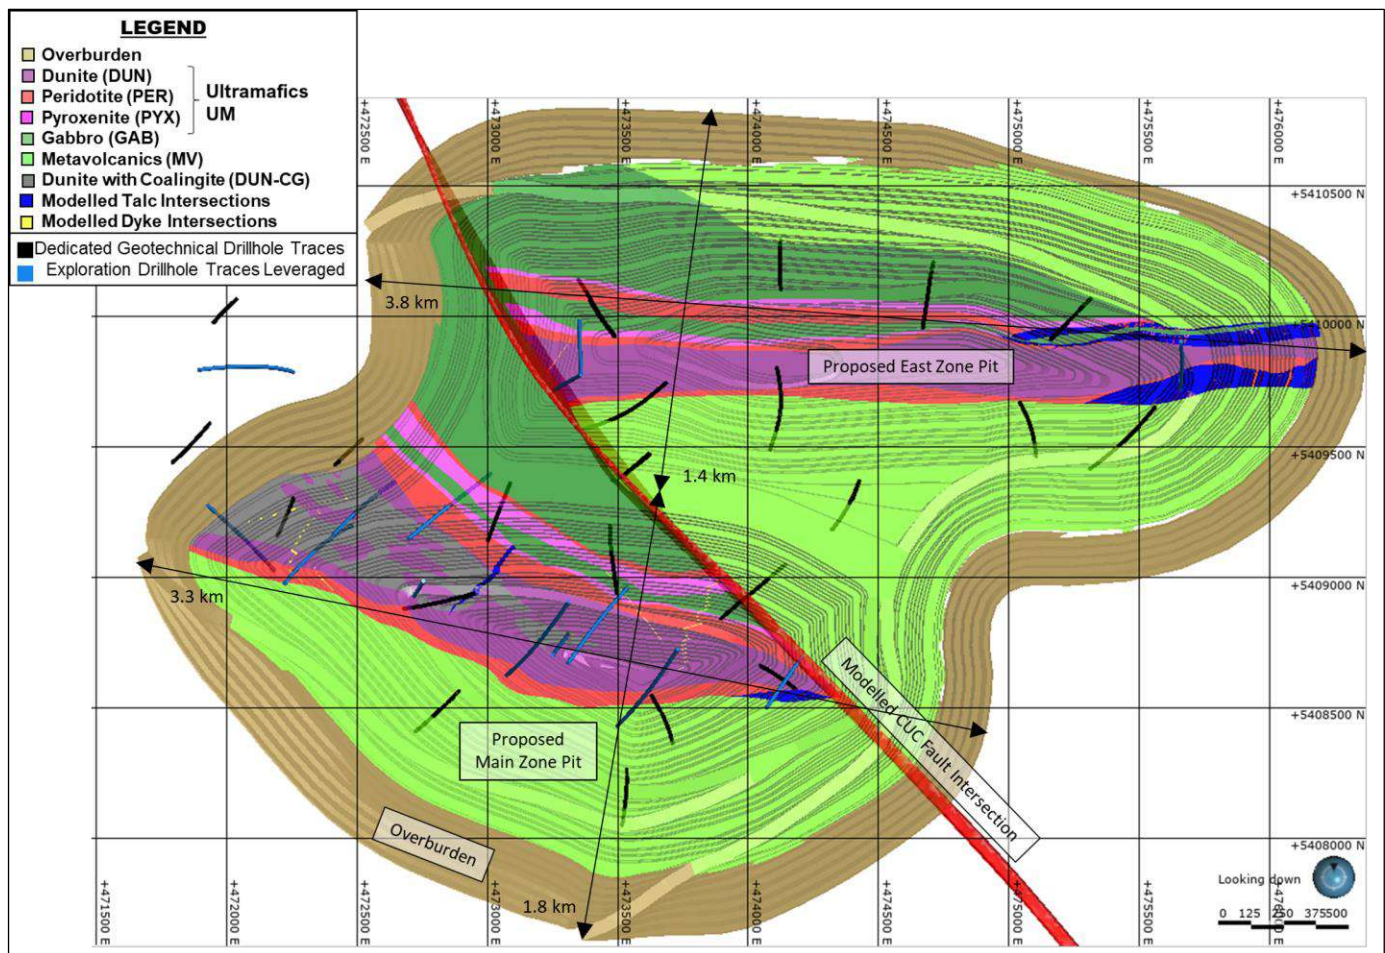 LEGEND
Overburden
Dunite (DUN)
Peridotite (PER)
Pyroxenite (PYX)
Ultramafics
UM
Gabbro (GAB)
Metavolcanics (MV)
Dunite with Coalingite (DUN-CG)
Modelled Talc Intersections
Modelled Dyke Intersections
Dedicated Geotechnical Drillhole Traces
Exploration Drillhole Traces Leveraged
+472500 E
+473000 E
+473500 E
+474000 E
+474500 E
+475000 E
+475500 E
+476000 E
+5410500 N
3.8 km
+5410000 N
Proposed East Zone Pit
+5409500 N
1.4 km
+5409000 N
3.3 km
Modelled CUC Fault Intersection
+5408500 N
Proposed
Main Zone Pit
Overburden
+5408000 N
1.8 km
Looking down
0 125 250 375500
+471500 E
+472000 E
+472500 E
+473000 E
+473500 E
+474000 E
+474500 E
+475000 E
+475500 E
+476000 E